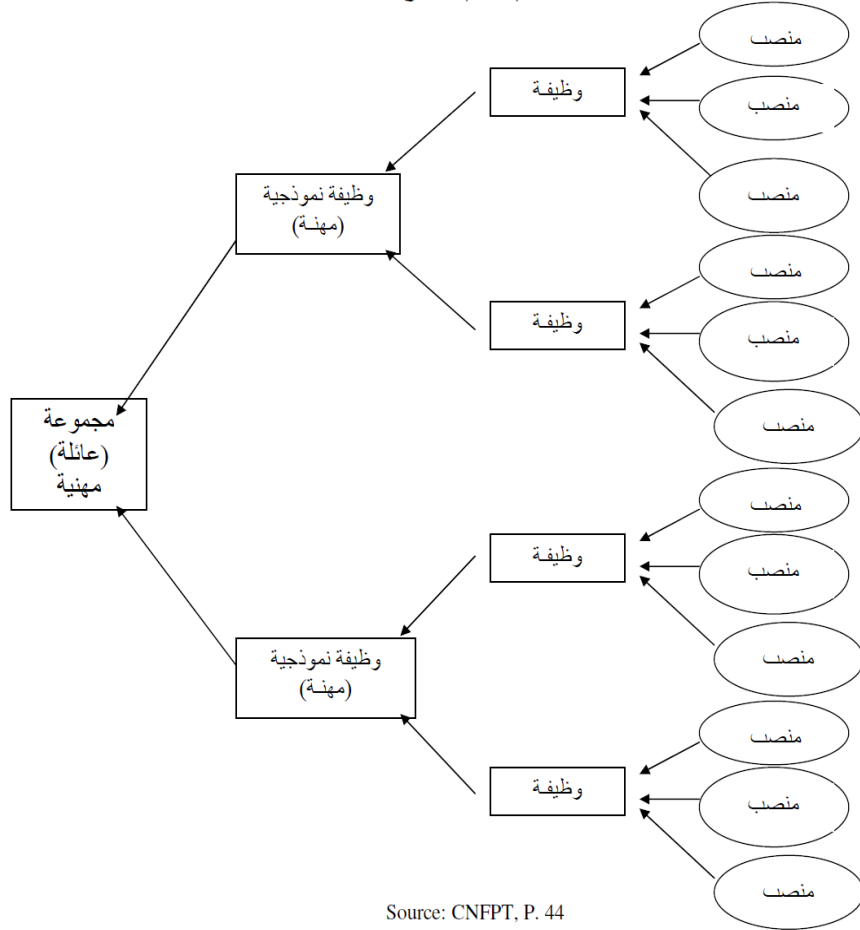 منصب
وظيفة
منصب
وظيفة نموذجية
(مهنة)
منصب
منصب
وظيفة
منصب
مجموعة
(عائلة)
مهنية
منصب
منصب
وظيفة
منصب
وظيفة نموذجية
(مهنة)
منصب
منصب
وظيفة
منصب
منصب
Source: CNFPT, P. 44